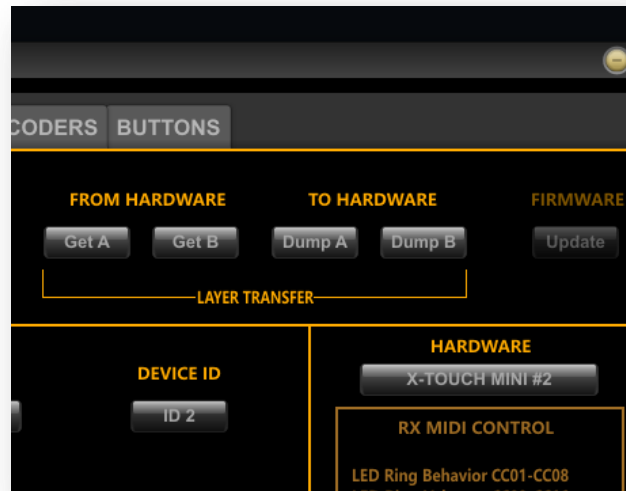 CODERS BUTTONS
FROM HARDWARE TO HARDWARE FIRMWARE
Get A Get B Dump A Dump B Update
LAYER TRANSFER
HARDWARE
DEVICE ID
X-TOUCH MINI #2
ID 2
RX MIDI CONTROL
LED Ring Behavior CC01-CC08